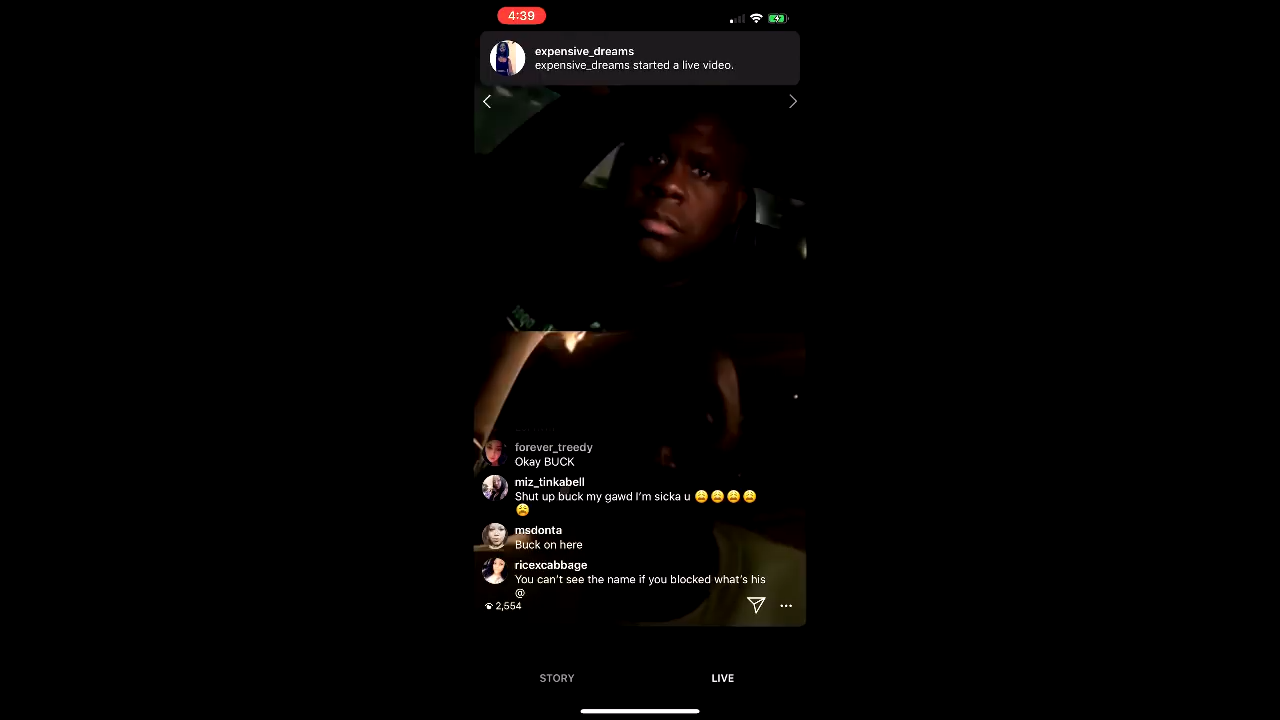 4:39
expensive_dreams
expensive_dreams started a live video.
forever_treedy
Okay BUCK
miz_tinkabell
Shut up buck my gawd I’m sicka u 😩😩😩😩
😩
msdonta
Buck on here
ricexcabbage
You can’t see the name if you blocked what’s his
@
2,554
STORY
LIVE